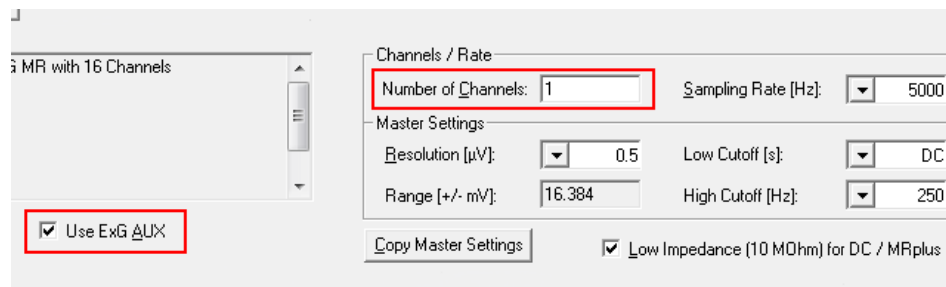 MR with 16 Channels
Channels / Rate
Number of Channels: 1
Sampling Rate [Hz]: 5000
Master Settings
Resolution [µV]: 0.5
Low Cutoff [s]: DC
Range [+/- mV]: 16.384
High Cutoff [Hz]: 250
Use ExG AUX
Copy Master Settings
Low Impedance (10 MOhm) for DC / MRplus